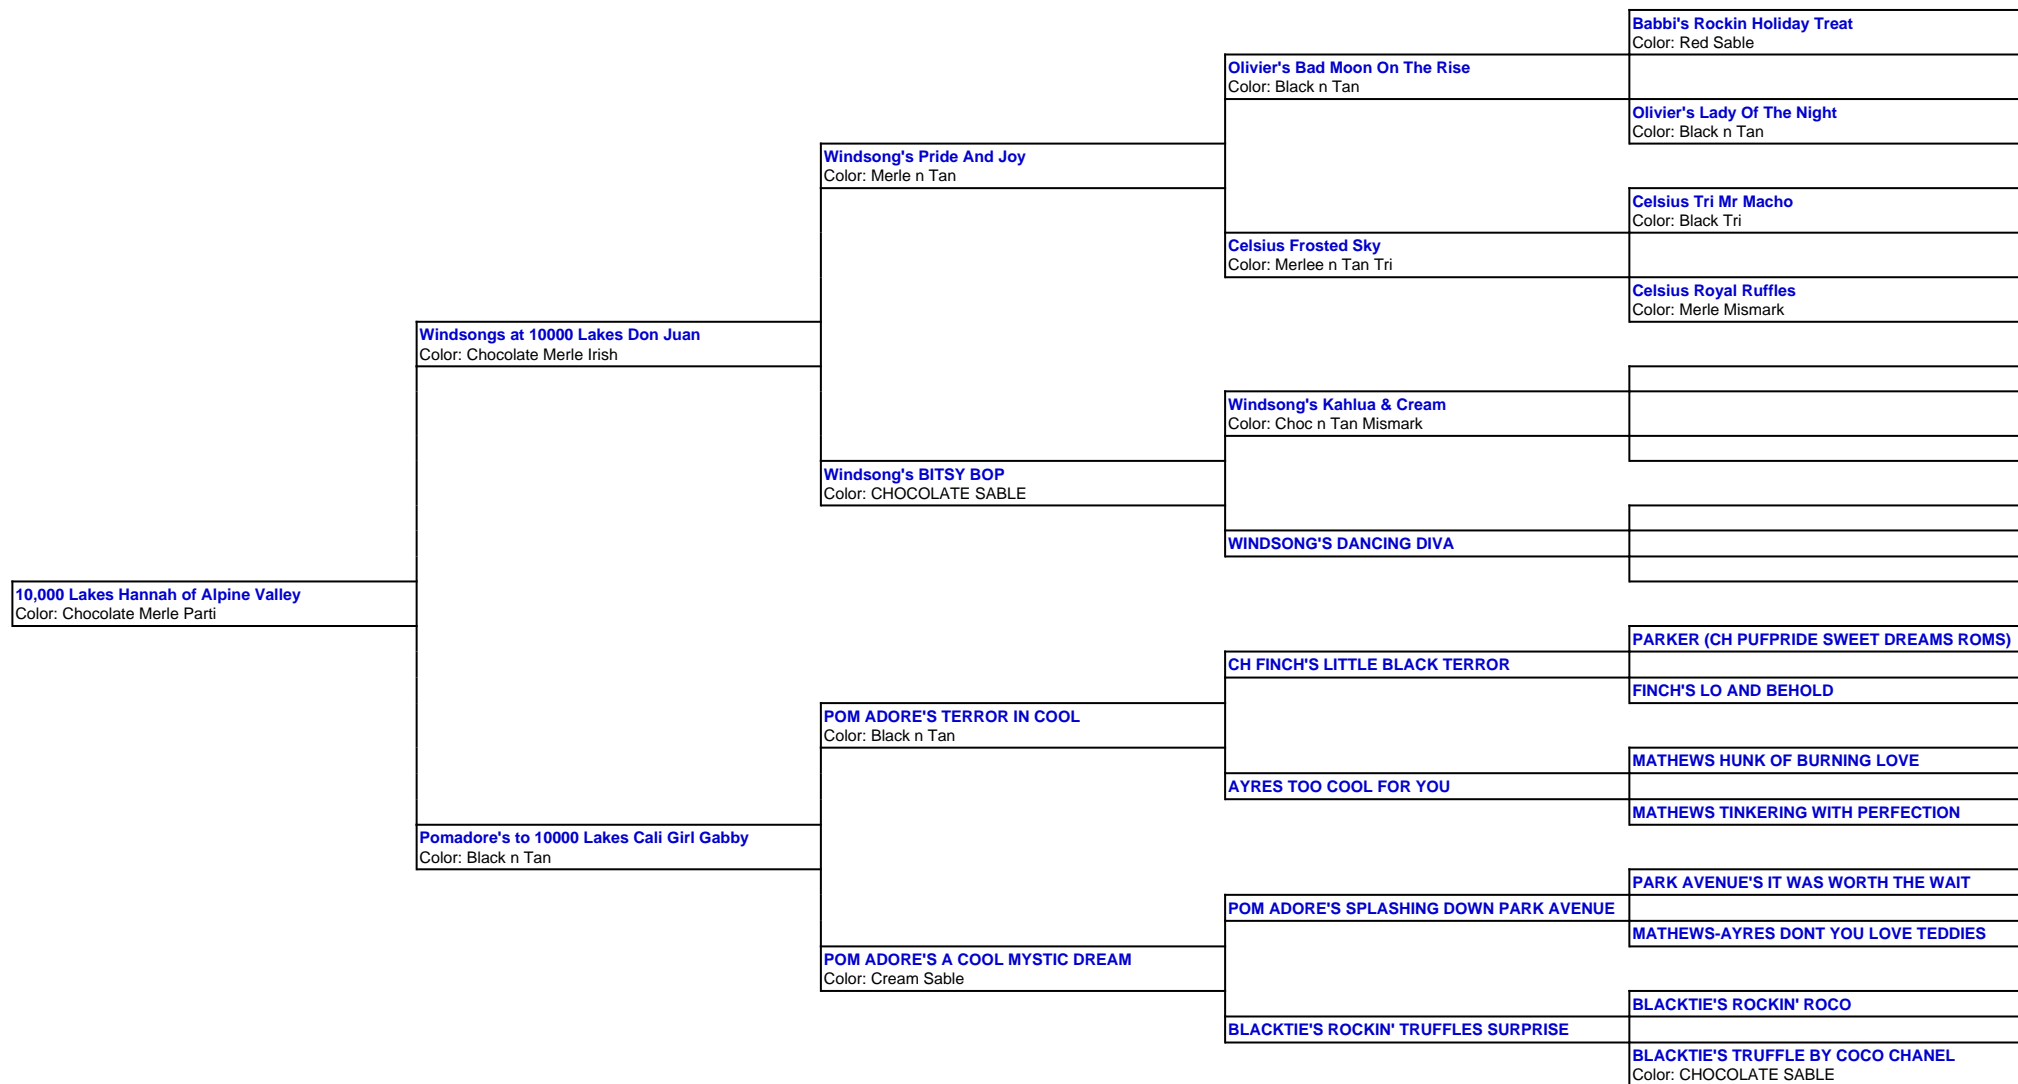 Babbi's Rockin Holiday Treat
Color: Red Sable
Olivier's Bad Moon On The Rise
Color: Black n Tan
Olivier's Lady Of The Night
Color: Black n Tan
Windsong's Pride And Joy
Color: Merle n Tan
Celsius Tri Mr Macho
Color: Black Tri
Celsius Frosted Sky
Color: Merlee n Tan Tri
Celsius Royal Ruffles
Color: Merle Mismark
Windsongs at 10000 Lakes Don Juan
Color: Chocolate Merle Irish
Windsong's Kahlua & Cream
Color: Choc n Tan Mismark
Windsong's BITSY BOP
Color: CHOCOLATE SABLE
WINDSONG'S DANCING DIVA
10,000 Lakes Hannah of Alpine Valley
Color: Chocolate Merle Parti
PARKER (CH PUFPRIDE SWEET DREAMS ROMS)
CH FINCH'S LITTLE BLACK TERROR
FINCH'S LO AND BEHOLD
POM ADORE'S TERROR IN COOL
Color: Black n Tan
MATHEWS HUNK OF BURNING LOVE
AYRES TOO COOL FOR YOU
MATHEWS TINKERING WITH PERFECTION
Pomadore's to 10000 Lakes Cali Girl Gabby
Color: Black n Tan
PARK AVENUE'S IT WAS WORTH THE WAIT
POM ADORE'S SPLASHING DOWN PARK AVENUE
MATHEWS-AYRES DONT YOU LOVE TEDDIES
POM ADORE'S A COOL MYSTIC DREAM
Color: Cream Sable
BLACKTIE'S ROCKIN' ROCO
BLACKTIE'S ROCKIN' TRUFFLES SURPRISE
BLACKTIE'S TRUFFLE BY COCO CHANEL
Color: CHOCOLATE SABLE